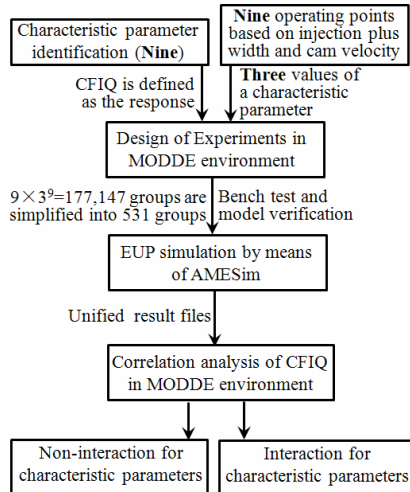 Characteristic parameter
identification (Nine)
Nine operating points
based on injection plus
width and cam velocity
CFIQ is defined
as the response
Three values of
a characteristic
parameter
Design of Experiments in
MODDE environment
9×3⁹=177,147 groups are
simplified into 531 groups
Bench test and
model verification
EUP simulation by means
of AMESim
Unified result files
Correlation analysis of CFIQ
in MODDE environment
Non-interaction for
characteristic parameters
Interaction for
characteristic parameters